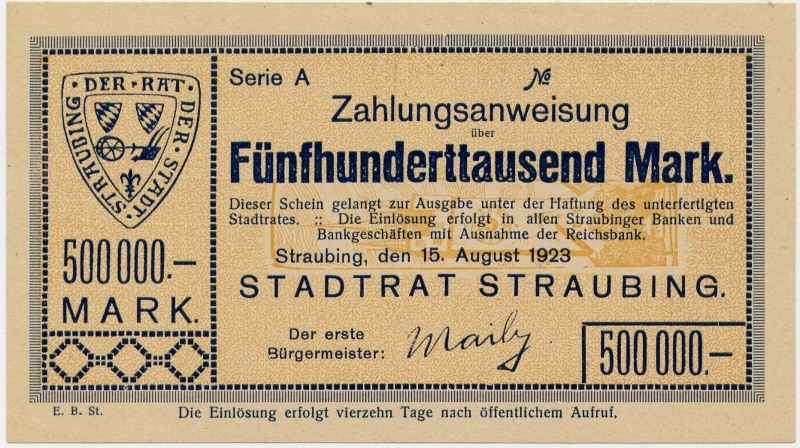 DER · RAT · DER · STADT · STRAUBING
500 000.—
MARK.
Serie A
№
Zahlungsanweisung
über
Fünfhunderttausend Mark.
Dieser Schein gelangt zur Ausgabe unter der Haftung des unterfertigten
Stadtrates. :: Die Einlösung erfolgt in allen Straubinger Banken und
Bankgeschäften mit Ausnahme der Reichsbank.
Straubing, den 15. August 1923
STADTRAT STRAUBING.
Der erste
Bürgermeister:
500 000.—
E. B. St.
Die Einlösung erfolgt vierzehn Tage nach öffentlichem Aufruf.